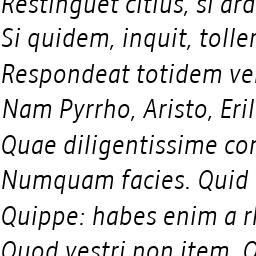 Restinguet citius, si ard
Si quidem, inquit, toller
Respondeat totidem ve
Nam Pyrrho, Aristo, Eril
Quae diligentissime cor
Numquam facies. Quid
Quippe: habes enim a rh
Quod vestri non item. Q